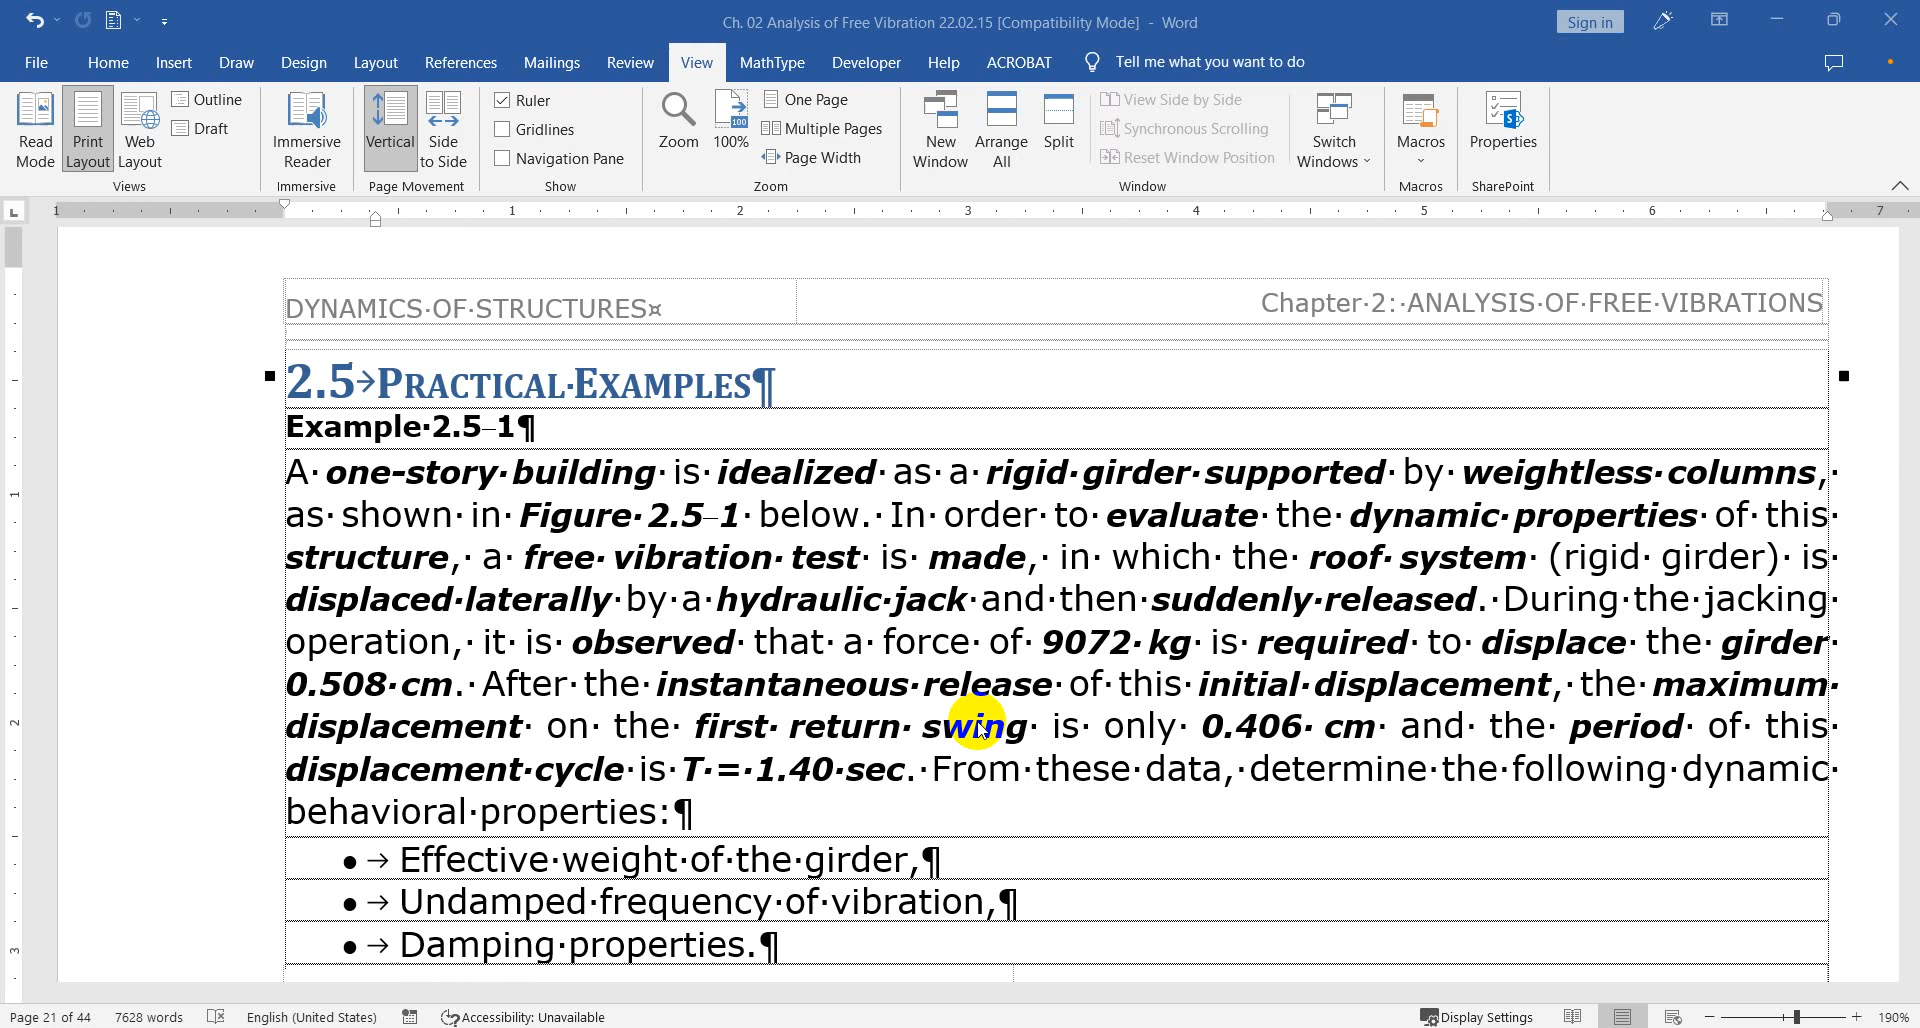 Ch. 02 Analysis of Free Vibration 22.02.15 [Compatibility Mode] - Word
Sign in
File Home Insert Draw Design Layout References Mailings Review View MathType Developer Help ACROBAT Tell me what you want to do
Read Mode
Print Layout
Web Layout
Outline
Draft
Views
Immersive Reader
Immersive
Vertical
Side to Side
Page Movement
Ruler
Gridlines
Navigation Pane
Show
Zoom
100
100%
One Page
Multiple Pages
Page Width
Zoom
New Window
Arrange All
Split
View Side by Side
Synchronous Scrolling
Reset Window Position
Switch Windows
Window
Macros
Macros
Properties
SharePoint
1 1 2 3 4 5 6 7
DYNAMICS·OF·STRUCTURES¤
Chapter·2:·ANALYSIS·OF·FREE·VIBRATIONS
2.5→PRACTICAL·EXAMPLES¶
Example·2.5–1¶
A·one-story·building·is·idealized·as·a·rigid·girder·supported·by·weightless·columns,·
as·shown·in·Figure·2.5–1·below.·In·order·to·evaluate·the·dynamic·properties·of·this·
structure,·a·free·vibration·test·is·made,·in·which·the·roof·system·(rigid·girder)·is·
displaced·laterally·by·a·hydraulic·jack·and·then·suddenly·released.·During·the·jacking·
operation,·it·is·observed·that·a·force·of·9072·kg·is·required·to·displace·the·girder·
0.508·cm.·After·the·instantaneous·release·of·this·initial·displacement,·the·maximum·
displacement·on·the·first·return·swing·is·only·0.406·cm·and·the·period·of·this·
displacement·cycle·is·T·=·1.40·sec.·From·these·data,·determine·the·following·dynamic·
behavioral·properties:¶
●→Effective·weight·of·the·girder,¶
●→Undamped·frequency·of·vibration,¶
●→Damping·properties.¶
1
2
3
Page 21 of 44 7628 words English (United States) Accessibility: Unavailable Display Settings 190%